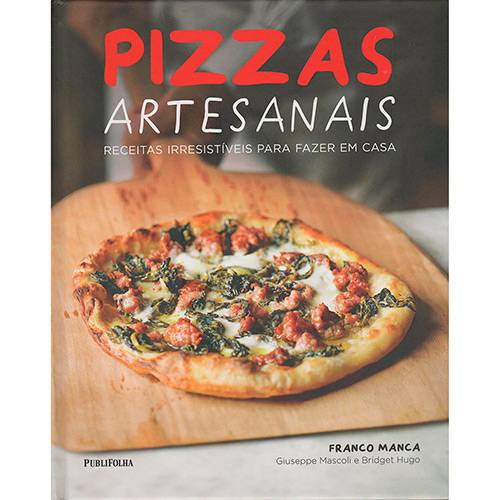 PIZZAS
ARTESANAIS
RECEITAS IRRESISTÍVEIS PARA FAZER EM CASA
FRANCO MANCA
Giuseppe Mascoli e Bridget Hugo
PUBLIFOLHA